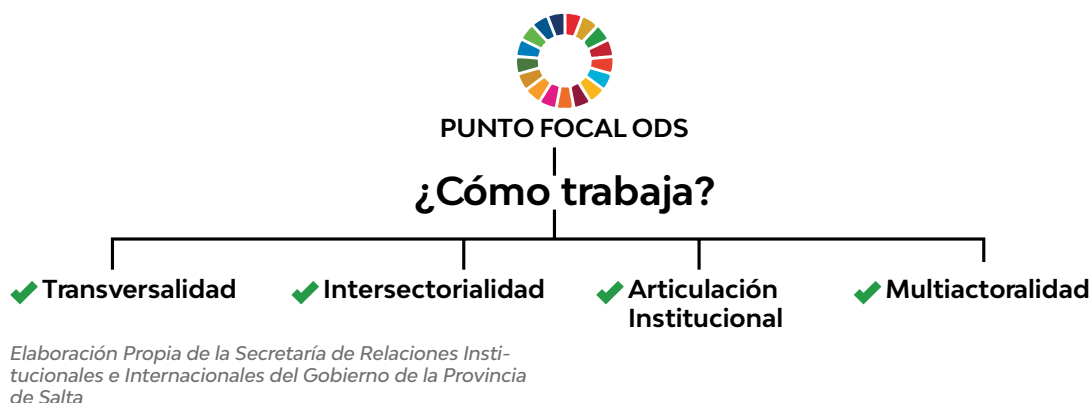 PUNTO FOCAL ODS
¿Cómo trabaja?
Transversalidad
Intersectorialidad
Articulación
Institucional
Multiactoralidad
Elaboración Propia de la Secretaría de Relaciones Insti-
tucionales e Internacionales del Gobierno de la Provincia
de Salta